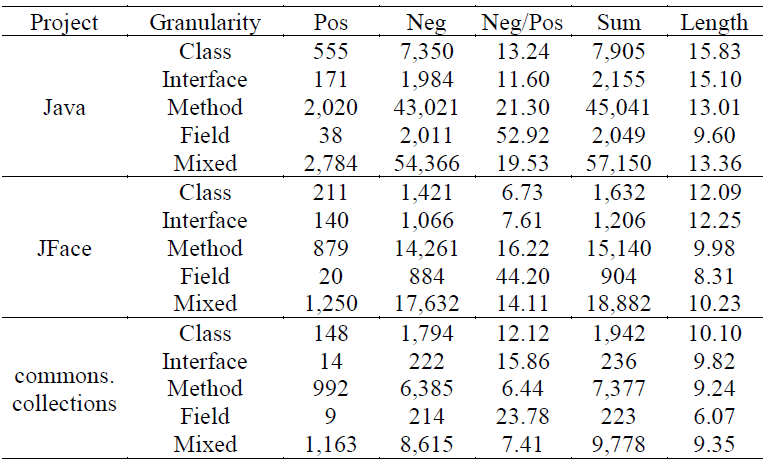 Project Granularity Pos Neg Neg/Pos Sum Length
Java
Class 555 7,350 13.24 7,905 15.83
Interface 171 1,984 11.60 2,155 15.10
Method 2,020 43,021 21.30 45,041 13.01
Field 38 2,011 52.92 2,049 9.60
Mixed 2,784 54,366 19.53 57,150 13.36
JFace
Class 211 1,421 6.73 1,632 12.09
Interface 140 1,066 7.61 1,206 12.25
Method 879 14,261 16.22 15,140 9.98
Field 20 884 44.20 904 8.31
Mixed 1,250 17,632 14.11 18,882 10.23
commons.
collections
Class 148 1,794 12.12 1,942 10.10
Interface 14 222 15.86 236 9.82
Method 992 6,385 6.44 7,377 9.24
Field 9 214 23.78 223 6.07
Mixed 1,163 8,615 7.41 9,778 9.35